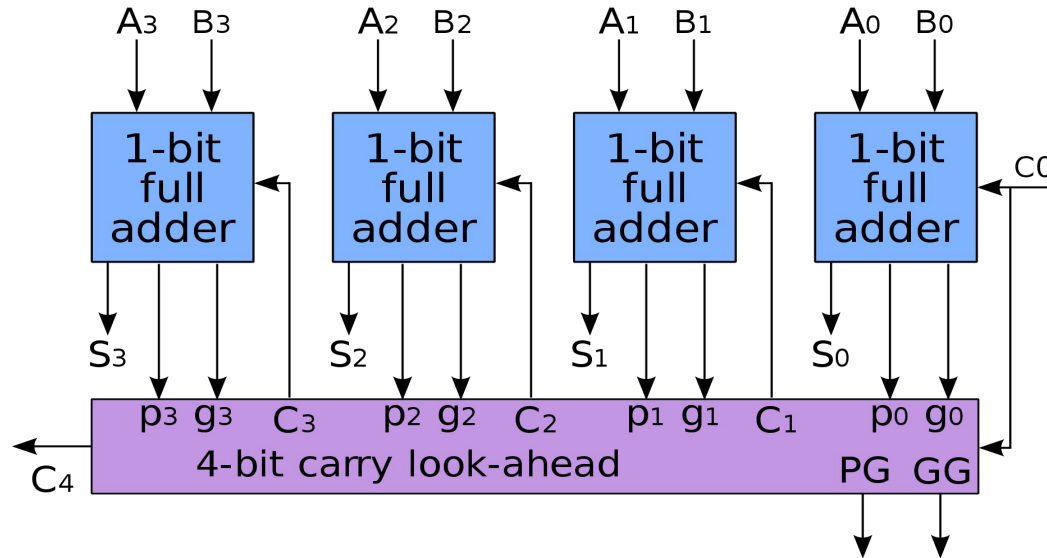 A3 B3 A2 B2 A1 B1 A0 B0
1-bit full adder
1-bit full adder
1-bit full adder
1-bit full adder
C0
S3 S2 S1 S0
p3 g3 C3 p2 g2 C2 p1 g1 C1 p0 g0
4-bit carry look-ahead
PG GG
C4